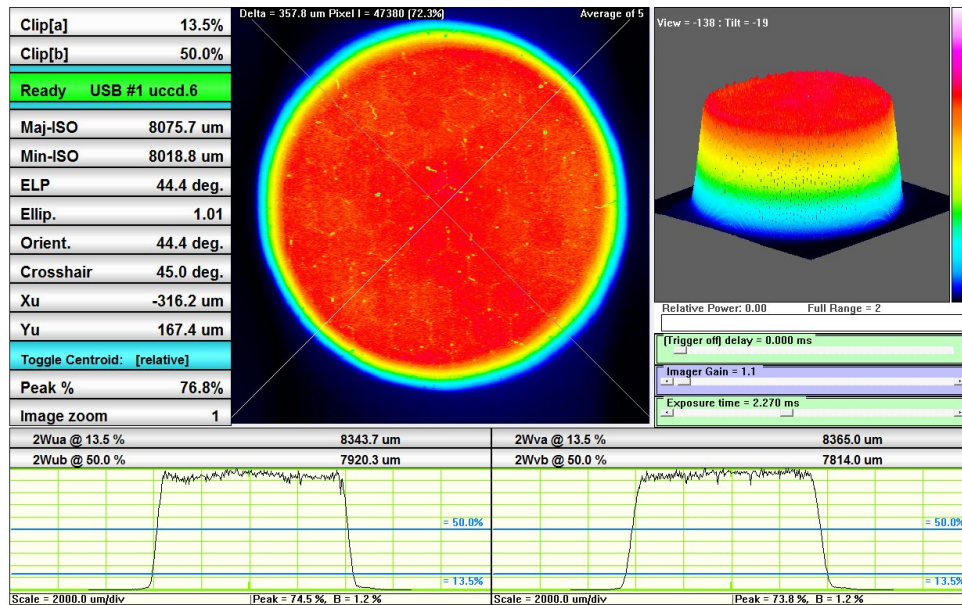 Clip[a] 13.5%
Clip[b] 50.0%
Ready USB #1 uccd.6
Maj-ISO 8075.7 um
Min-ISO 8018.8 um
ELP 44.4 deg.
Ellip. 1.01
Orient. 44.4 deg.
Crosshair 45.0 deg.
Xu -316.2 um
Yu 167.4 um
Toggle Centroid: [relative]
Peak % 76.8%
Image zoom 1
Delta = 357.8 um Pixel I = 47380 (72.3%) Average of 5
View = -138 : Tilt = -19
Relative Power: 0.00 Full Range = 2
(Trigger off) delay = 0.000 ms
Imager Gain = 1.1
Exposure time = 2.270 ms
2Wua @ 13.5 % 8343.7 um
2Wub @ 50.0 % 7920.3 um
= 50.0%
= 13.5%
Scale = 2000.0 um/div Peak = 74.5 %, B = 1.2 %
2Wva @ 13.5 % 8365.0 um
2Wvb @ 50.0 % 7814.0 um
= 50.0%
= 13.5%
Scale = 2000.0 um/div Peak = 73.8 %, B = 1.2 %